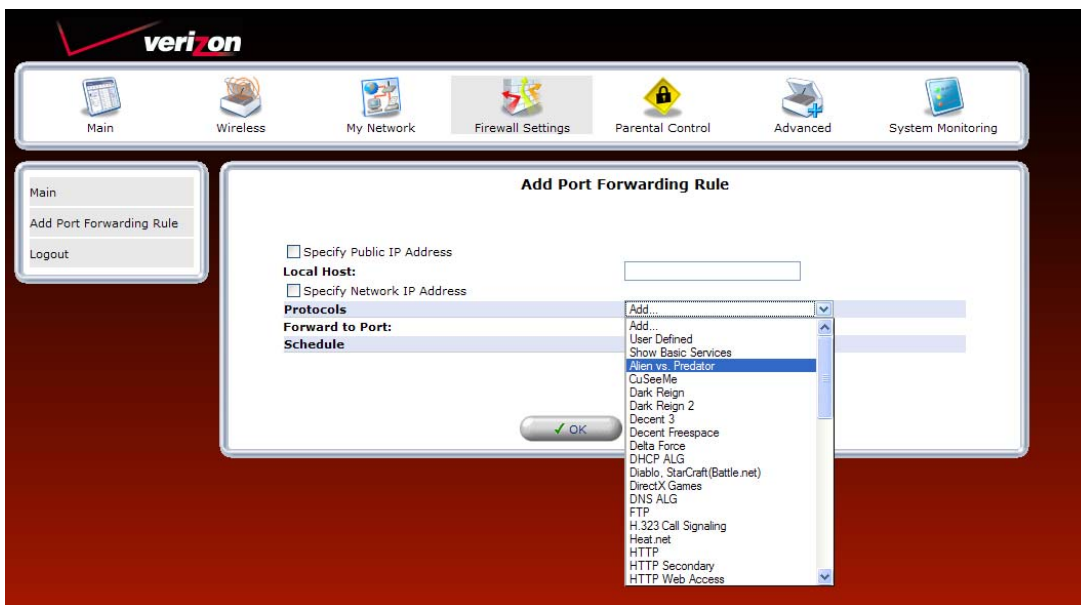 verizon
Main
Wireless
My Network
Firewall Settings
Parental Control
Advanced
System Monitoring
Main
Add Port Forwarding Rule
Logout
Add Port Forwarding Rule
Specify Public IP Address
Local Host:
Specify Network IP Address
Protocols
Add...
Forward to Port:
Schedule
Add...
User Defined
Show Basic Services
Alien vs. Predator
CuSeeMe
Dark Reign
Dark Reign 2
Decent 3
Decent Freespace
Delta Force
DHCP ALG
Diablo, StarCraft(Battle.net)
DirectX Games
DNS ALG
FTP
H.323 Call Signaling
Heat.net
HTTP
HTTP Secondary
HTTP Web Access
✓ OK